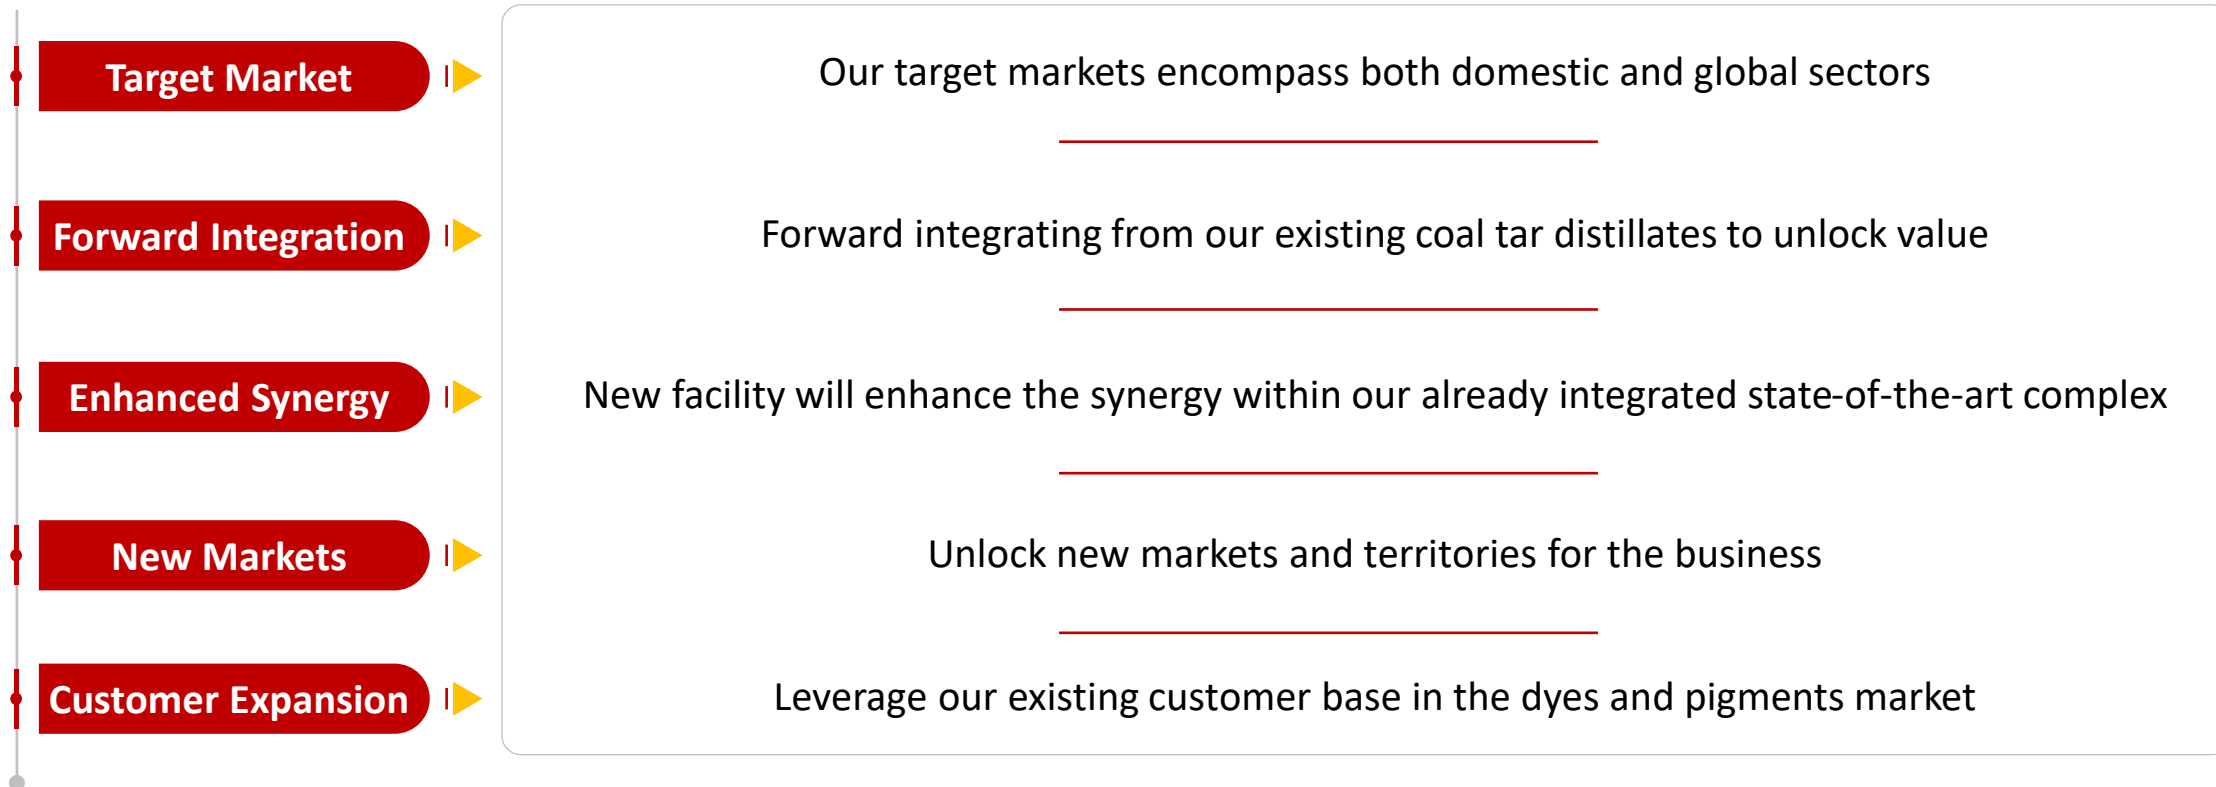 Target Market
Our target markets encompass both domestic and global sectors
Forward Integration
Forward integrating from our existing coal tar distillates to unlock value
Enhanced Synergy
New facility will enhance the synergy within our already integrated state-of-the-art complex
New Markets
Unlock new markets and territories for the business
Customer Expansion
Leverage our existing customer base in the dyes and pigments market